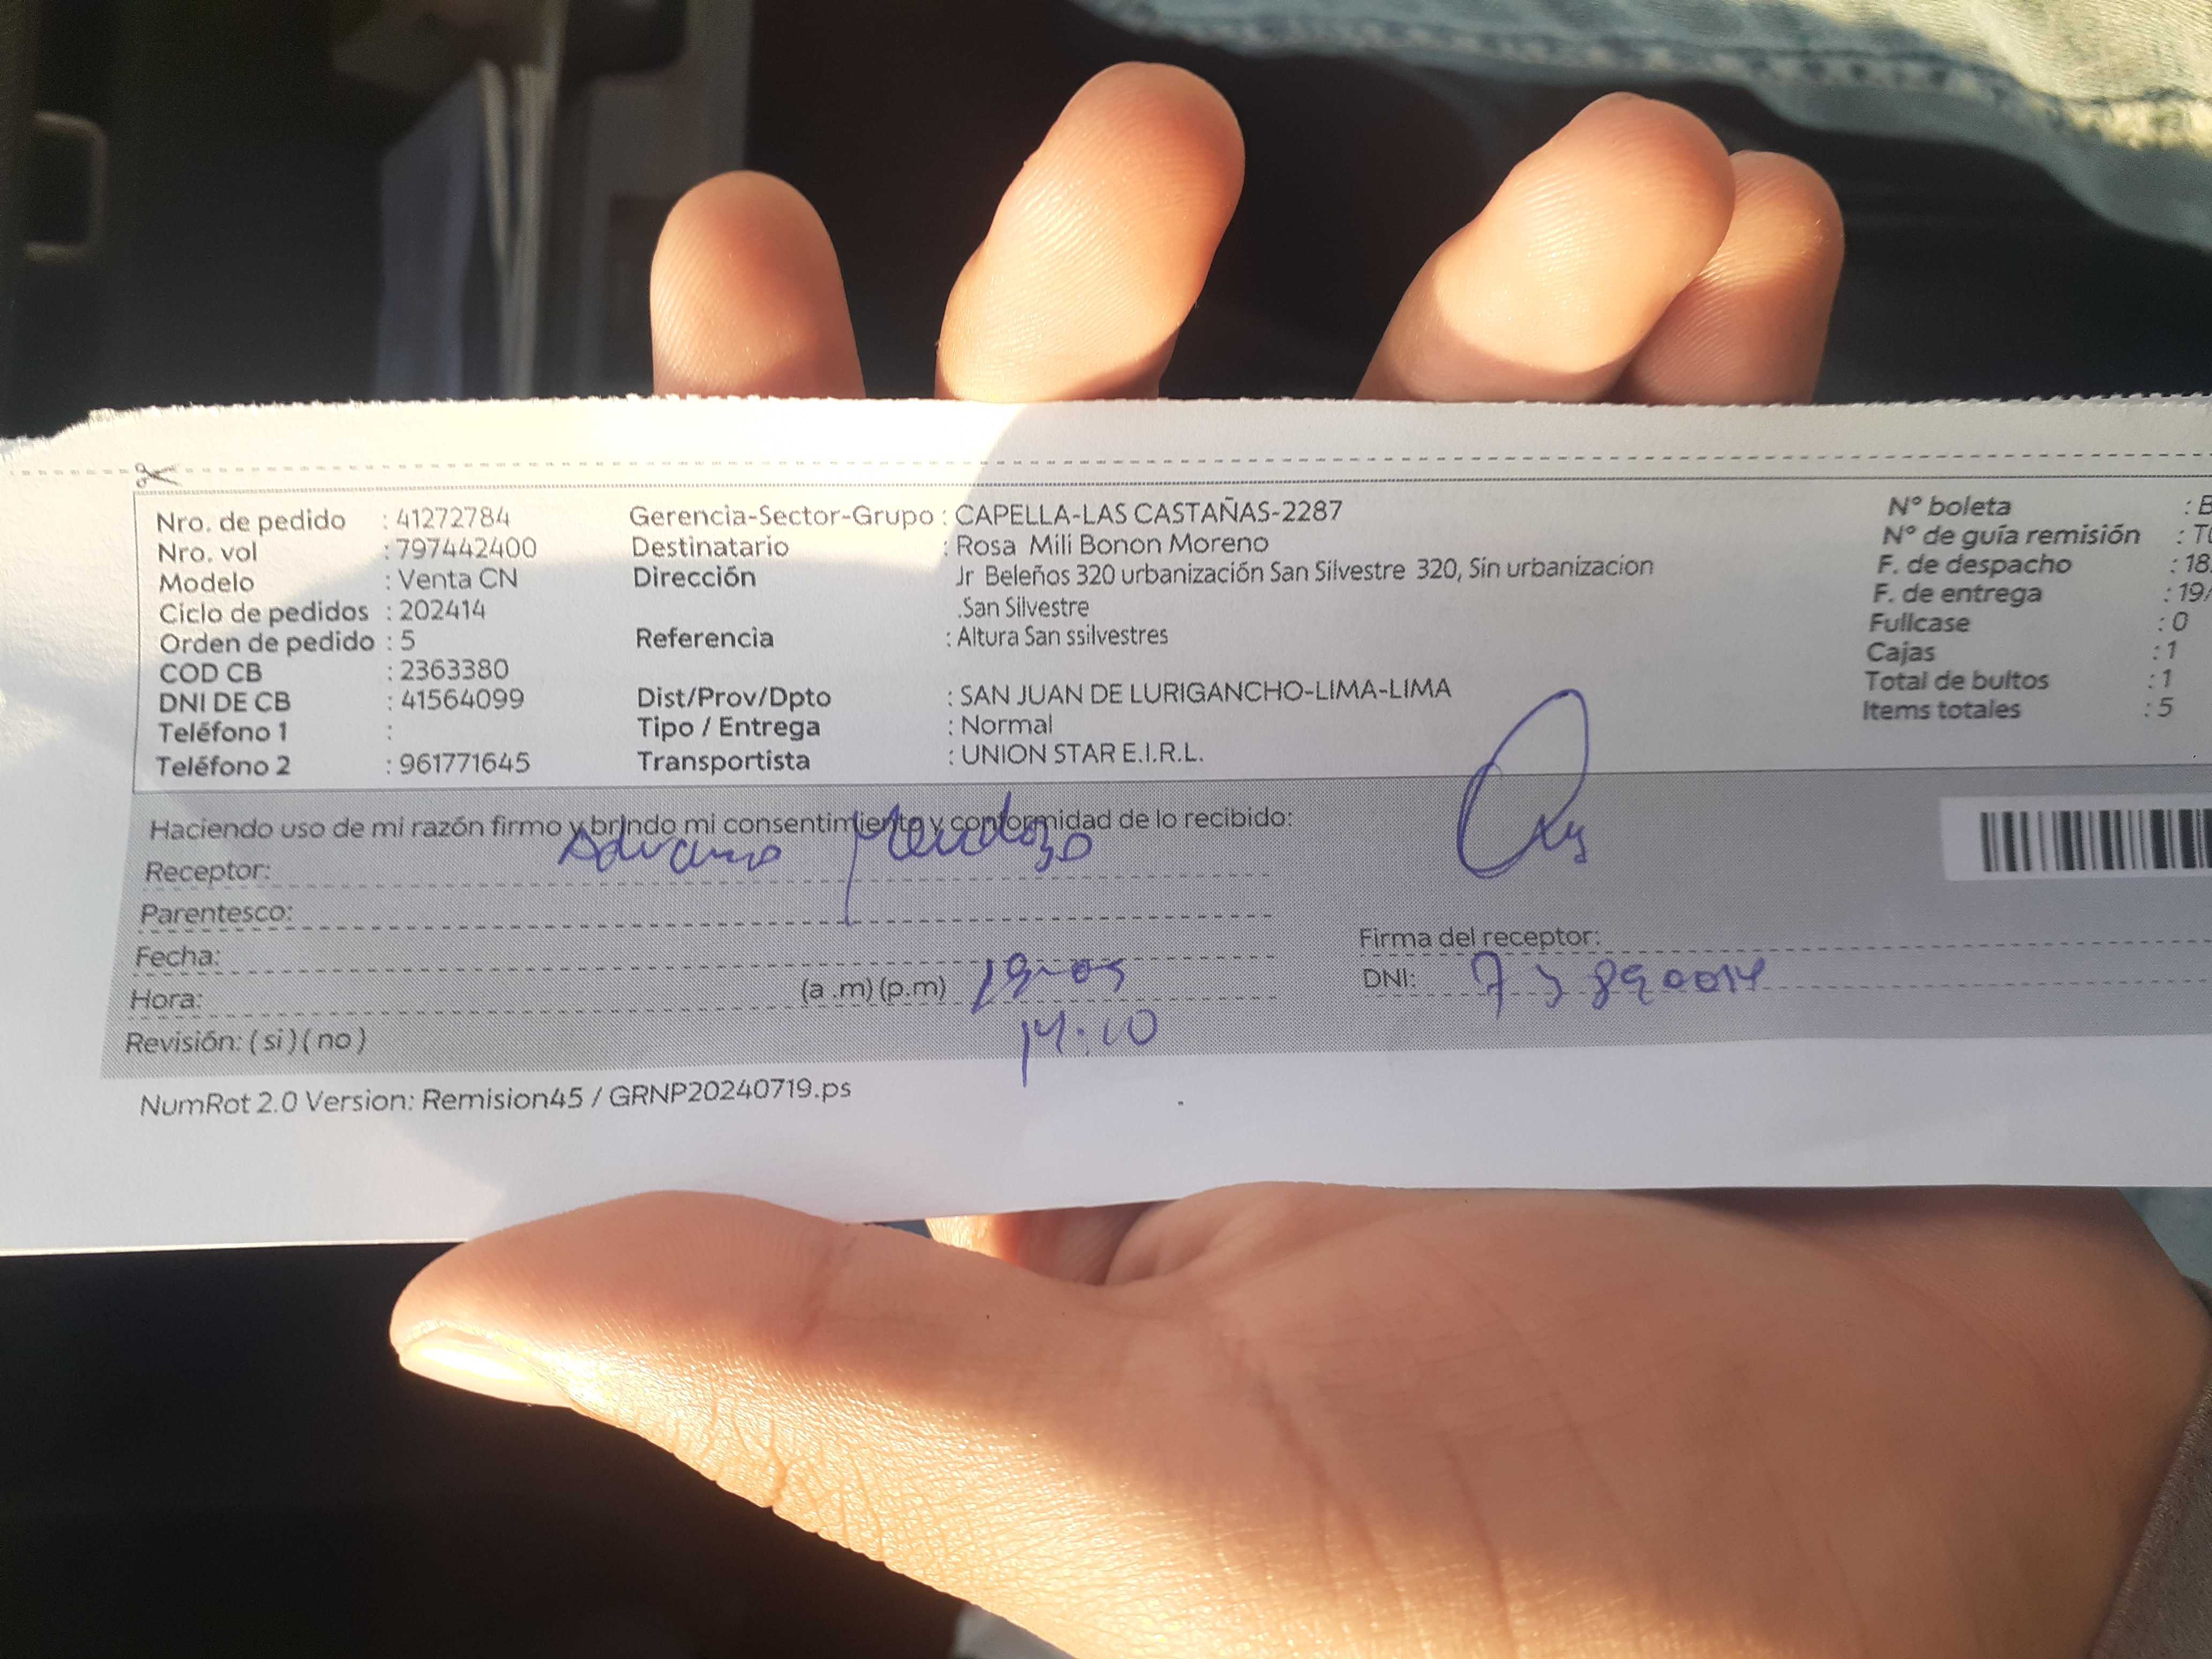 Nro. de pedido : 41272784 Gerencia-Sector-Grupo : CAPELLA-LAS CASTAÑAS-2287 N° boleta : B
Nro. vol : 797442400 Destinatario : Rosa Mili Bonon Moreno N° de guía remisión
Modelo : Venta CN Dirección Jr Beleños 320 urbanización San Silvestre 320, Sin urbanizacion F. de despacho : 18
Ciclo de pedidos : 202414 .San Silvestre F. de entrega : 19/
Orden de pedido : 5 Referencia : Altura San ssilvestres Fullcase : 0
COD CB : 2363380 Cajas : 1
DNI DE CB : 41564099 Dist/Prov/Dpto : SAN JUAN DE LURIGANCHO-LIMA-LIMA Total de bultos : 1
Teléfono 1 : Tipo / Entrega : Normal Items totales : 5
Teléfono 2 : 961771645 Transportista : UNION STAR E.I.R.L.
Haciendo uso de mi razón firmo y brindo mi consentimiento y conformidad de lo recibido:
Receptor: Mendoza
Parentesco:
Fecha: Firma del receptor:
Hora: (a .m) (p.m) DNI:
14:10
Revisión: ( si ) ( no )
NumRot 2.0 Version: Remision45 / GRNP20240719.ps